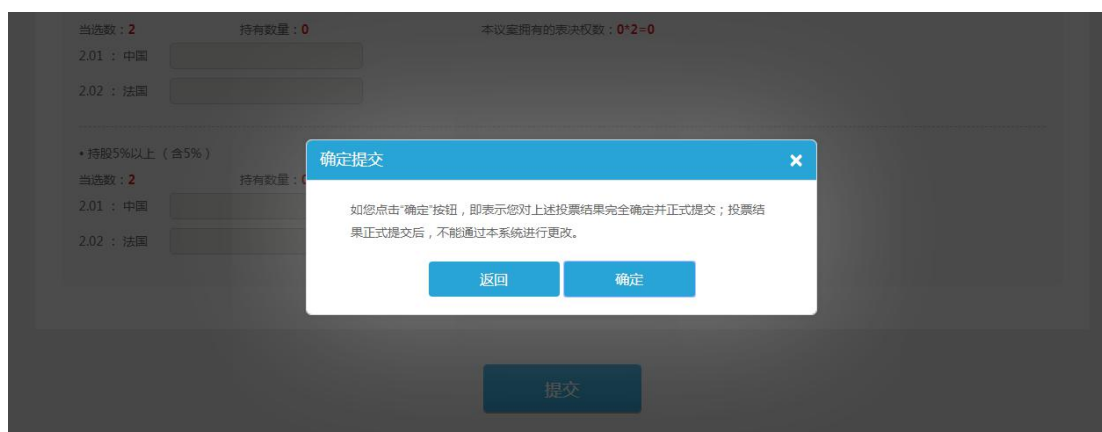 当选数：2 持有数量：0 本议案拥有的表决权数：0*2=0
2.01 ： 中国
2.02 ： 法国
• 持股5%以上（含5%）
当选数：2 持有数量：0
2.01 ： 中国
2.02 ： 法国
确定提交 ×
如您点击“确定”按钮，即表示您对上述投票结果完全确定并正式提交；投票结
果正式提交后，不能通过本系统进行更改。
返回 确定
提交